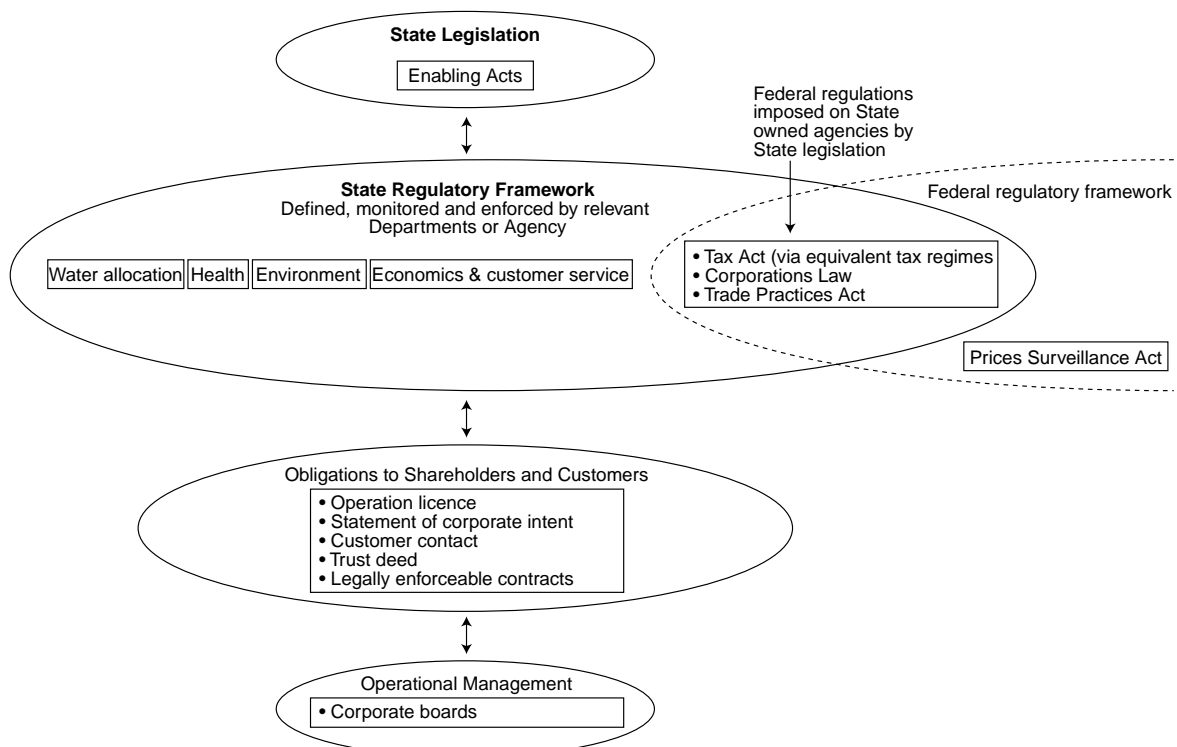 State Legislation
Enabling Acts
Federal regulations
imposed on State
owned agencies by
State legislation
State Regulatory Framework
Defined, monitored and enforced by relevant
Departments or Agency
Federal regulatory framework
Water allocation
Health
Environment
Economics & customer service
• Tax Act (via equivalent tax regimes
• Corporations Law
• Trade Practices Act
Prices Surveillance Act
Obligations to Shareholders and Customers
• Operation licence
• Statement of corporate intent
• Customer contact
• Trust deed
• Legally enforceable contracts
Operational Management
• Corporate boards